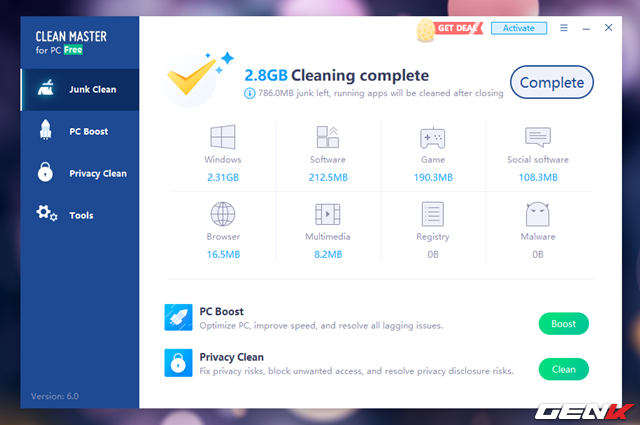 CLEAN MASTER
for PC Free
GET DEAL
Activate
Junk Clean
PC Boost
Privacy Clean
Tools
Version: 6.0
2.8GB Cleaning complete
786.0MB junk left, running apps will be cleaned after closing
Complete
Windows
2.31GB
Software
212.5MB
Game
190.3MB
Social software
108.3MB
Browser
16.5MB
Multimedia
8.2MB
Registry
0B
Malware
0B
PC Boost
Optimize PC, improve speed, and resolve all lagging issues.
Boost
Privacy Clean
Fix privacy risks, block unwanted access, and resolve privacy disclosure risks.
Clean
GENK